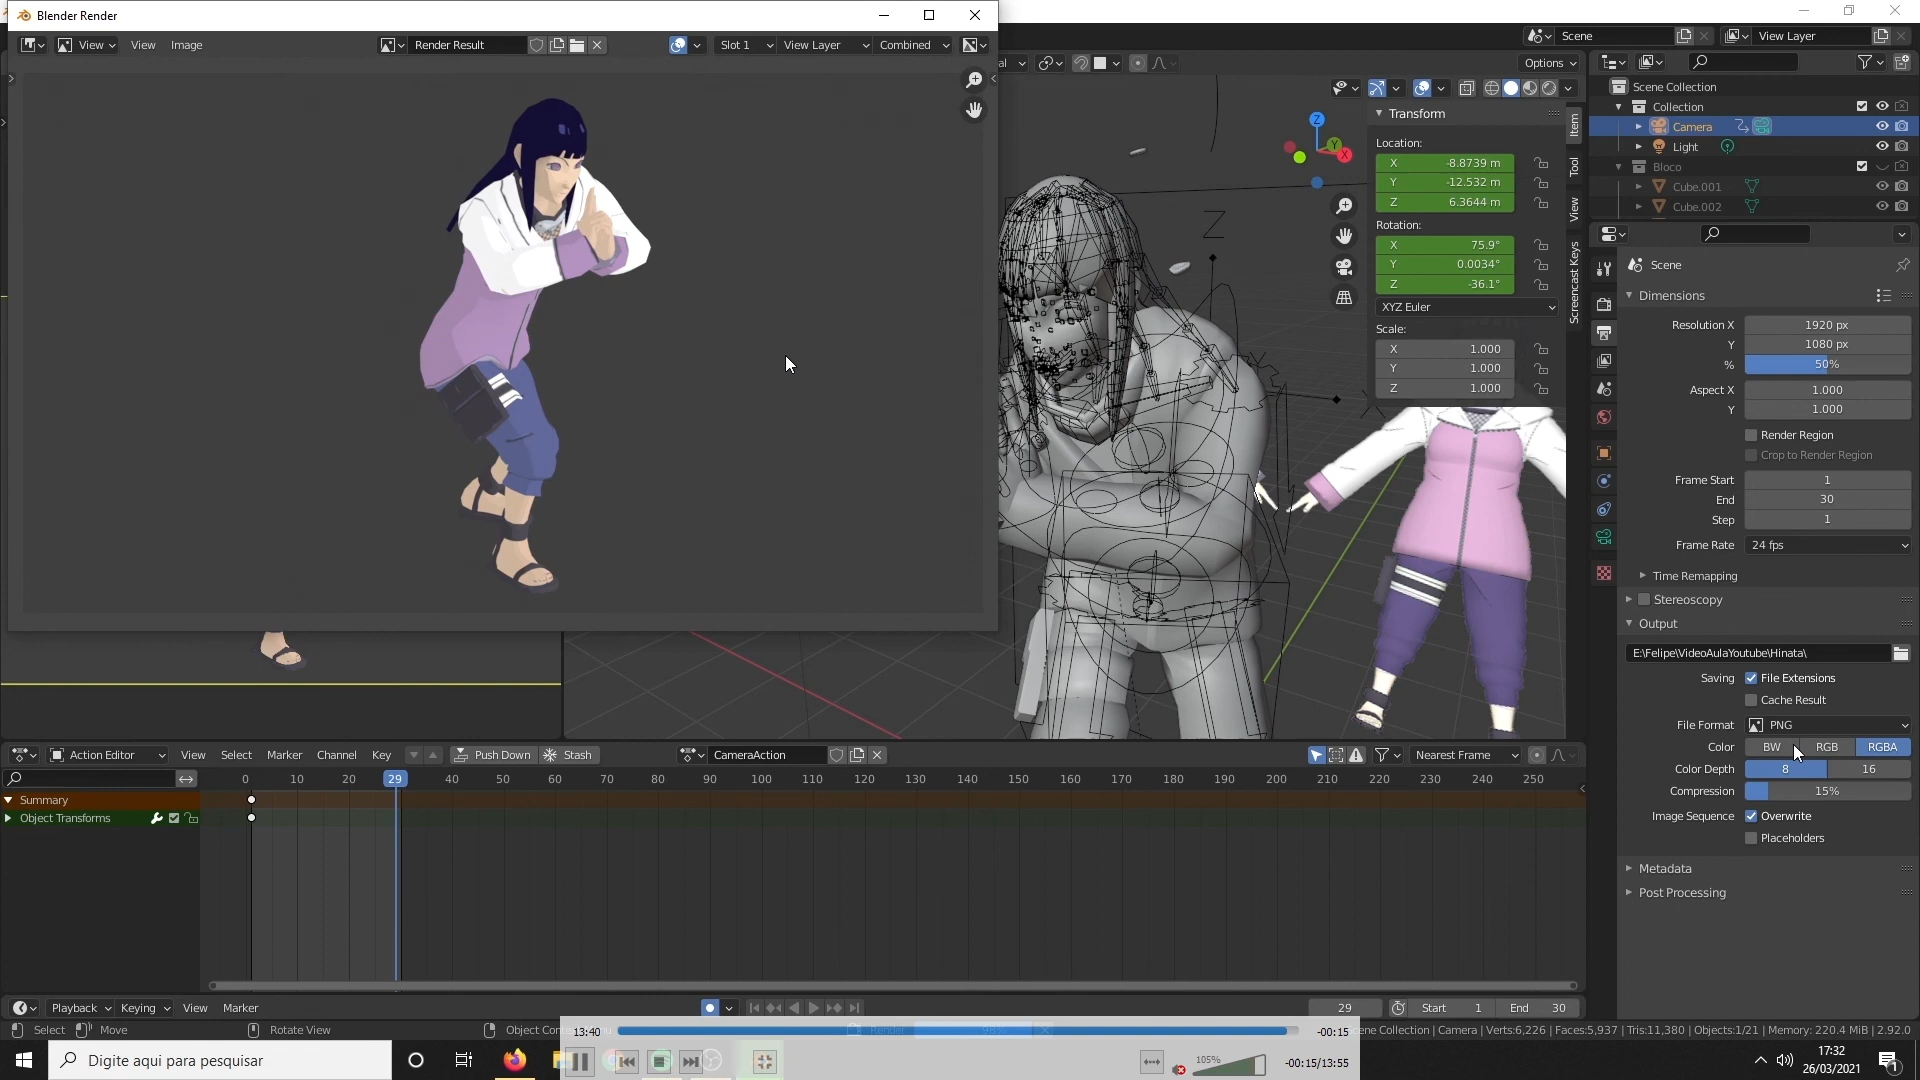 Blender Render
View View Image Render Result Slot 1 View Layer Combined
Scene View Layer
Options
Scene Collection
Collection
Camera
Light
Bloco
Cube.001
Cube.002
Transform
Location:
X -8.8739 m
Y -12.532 m
Z 6.3644 m
Rotation:
X 75.9°
Y 0.0034°
Z -36.1°
XYZ Euler
Scale:
X 1.000
Y 1.000
Z 1.000
Item
Tool
View
Screencast Keys
Z
Y
X
Scene
Dimensions
Resolution X 1920 px
Y 1080 px
% 50%
Aspect X 1.000
Y 1.000
Render Region
Crop to Render Region
Frame Start 1
End 30
Step 1
Frame Rate 24 fps
Time Remapping
Stereoscopy
Output
E:\Felipe\VideoAulaYoutube\Hinata\
Saving File Extensions
Cache Result
File Format PNG
Color BW RGB RGBA
Color Depth 8 16
Compression 15%
Image Sequence Overwrite
Placeholders
Metadata
Post Processing
Action Editor View Select Marker Channel Key Push Down Stash CameraAction Nearest Frame
0 10 20 29 40 50 60 70 80 90 100 110 120 130 140 150 160 170 180 190 200 210 220 230 240 250
Summary
Object Transforms
Playback Keying View Marker 29 Start 1 End 30
Select Move Rotate View Object Scene Collection | Camera | Verts:6,226 | Faces:5,937 | Tris:11,380 | Objects:1/21 | Memory: 220.4 MiB | 2.92.0
13:40 -00:15
105% -00:15/13:55
Digite aqui para pesquisar
17:32
26/03/2021
1